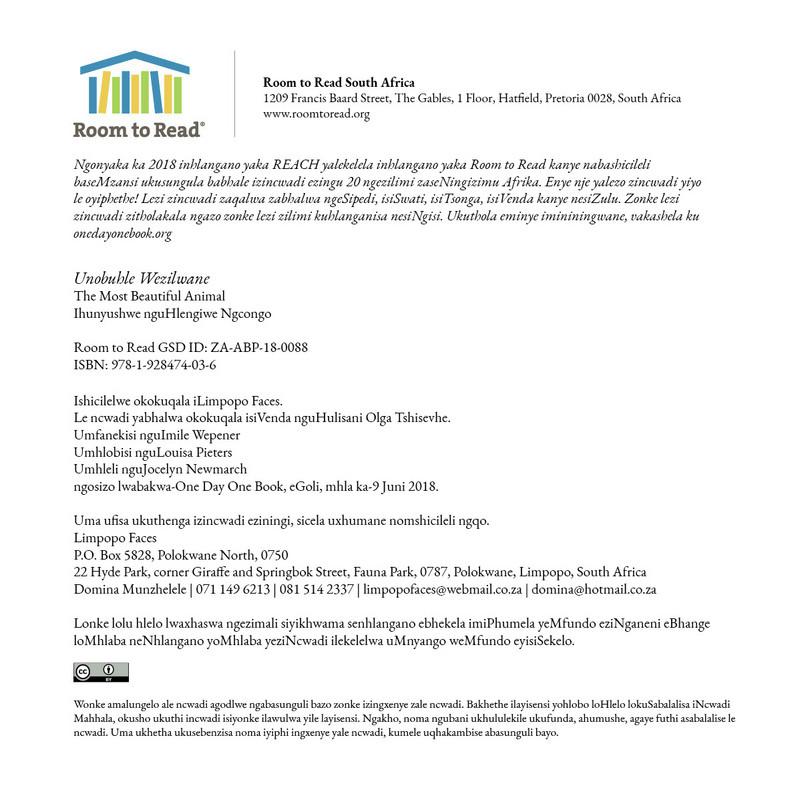 Room to Read®
Room to Read South Africa
1209 Francis Baard Street, The Gables, 1 Floor, Hatfield, Pretoria 0028, South Africa
www.roomtoread.org
Ngonyaka ka 2018 inhlangano yaka REACH yalekelela inhlangano yaka Room to Read kanye nabashicileli
baseMzansi ukusungula babhale izincwadi ezingu 20 ngezilimi zaseNingizimu Afrika. Enye nje yalezo zincwadi yiyo
le oyiphethe! Lezi zincwadi zaqalwa zabhalwa ngeSipedi, isiSwati, isiTsonga, isiVenda kanye nesiZulu. Zonke lezi
zincwadi zitholakala ngazo zonke lezi zilimi kuhlanganisa nesiNgisi. Ukuthola eminye imininingwane, vakashela ku
onedayonebook.org
Unobuhle Wezilwane
The Most Beautiful Animal
Ihunyushwe nguHlengiwe Ngcongo
Room to Read GSD ID: ZA-ABP-18-0088
ISBN: 978-1-928474-03-6
Ishicilelwe okokuqala iLimpopo Faces.
Le ncwadi yabhalwa okokuqala isiVenda nguHulisani Olga Tshisevhe.
Umfanekisi nguImile Wepener
Umhlobisi nguLouisa Pieters
Umhleli nguJocelyn Newmarch
ngosizo lwabakwa-One Day One Book, eGoli, mhla ka-9 Juni 2018.
Uma ufisa ukuthenga izincwadi eziningi, sicela uxhumane nomshicileli ngqo.
Limpopo Faces
P.O. Box 5828, Polokwane North, 0750
22 Hyde Park, corner Giraffe and Springbok Street, Fauna Park, 0787, Polokwane, Limpopo, South Africa
Domina Munzhelele | 071 149 6213 | 081 514 2337 | limpopofaces@webmail.co.za | domina@hotmail.co.za
Lonke lolu hlelo lwaxhaswa ngezimali siyikhwama senhlangano ebhekela imiPhumela yeMfundo eziNganeni eBhange
loMhlaba neNhlangano yoMhlaba yeziNcwadi ilekelelwa uMnyango weMfundo eyisiSekelo.
cc BY
Wonke amalungelo ale ncwadi agodlwe ngabasunguli bazo zonke izingxenye zale ncwadi. Bakhethe ilayisensi yohlobo loHlelo lokuSabalalisa iNcwadi
Mahhala, okusho ukuthi incwadi isiyonke ilawulwa yile layisensi. Ngakho, noma ngubani ukhululekile ukufunda, ahumushe, agaye futhi asabalalise le
ncwadi. Uma ukhetha ukusebenzisa noma iyiphi ingxenye yale ncwadi, kumele uqhakambise abasunguli bayo.